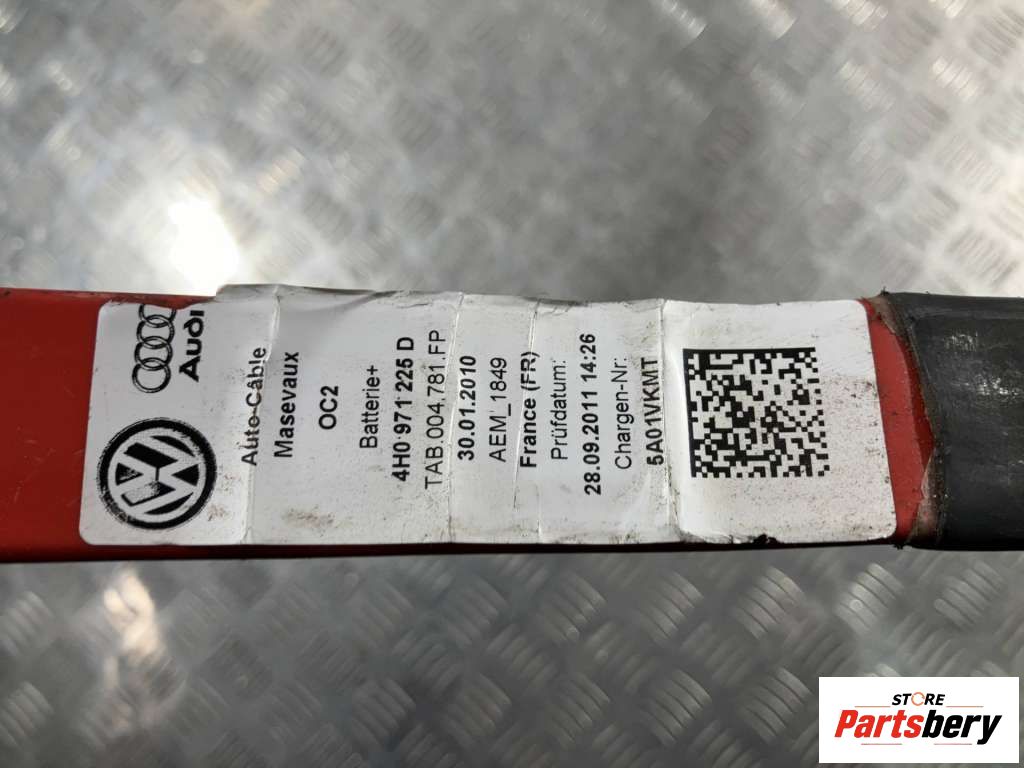 Audi
VW
Auto-Câble
Masevaux
OC2
Batterie+
4H0 971 225 D
TAB.004.781.FP
30.01.2010
AEM_1849
France (FR)
Prüfdatum:
28.09.2011 14:26
Chargen-Nr:
5A01VKMT
STORE
Partsbery